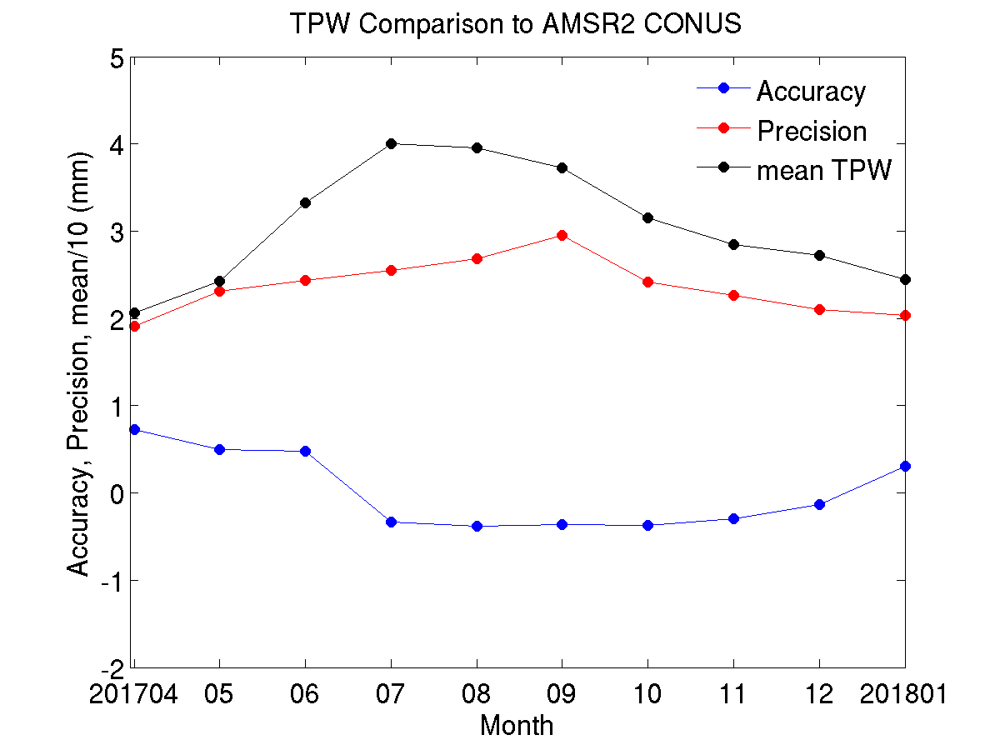 TPW Comparison to AMSR2 CONUS
Accuracy
Precision
mean TPW
Accuracy, Precision, mean/10 (mm)
5
4
3
2
1
0
-1
-2
201704 05 06 07 08 09 10 11 12 201801
Month